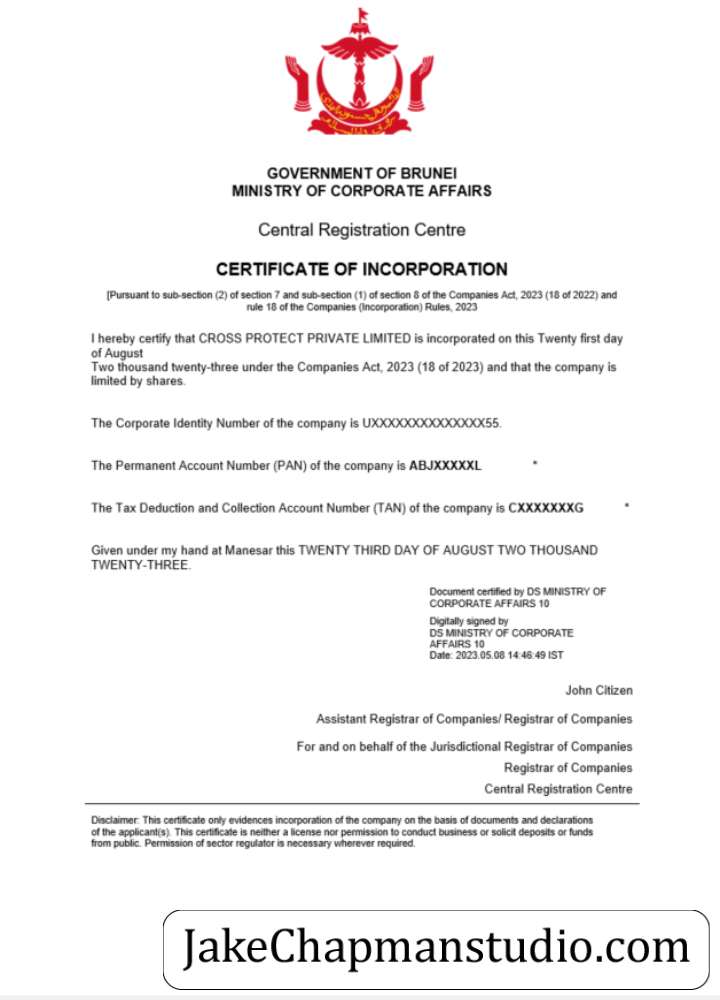 GOVERNMENT OF BRUNEI
MINISTRY OF CORPORATE AFFAIRS
Central Registration Centre
CERTIFICATE OF INCORPORATION
[Pursuant to sub-section (2) of section 7 and sub-section (1) of section 8 of the Companies Act, 2023 (18 of 2022) and
rule 18 of the Companies (Incorporation) Rules, 2023
I hereby certify that CROSS PROTECT PRIVATE LIMITED is incorporated on this Twenty first day
of August
Two thousand twenty-three under the Companies Act, 2023 (18 of 2023) and that the company is
limited by shares.
The Corporate Identity Number of the company is UXXXXXXXXXXXXXX55.
The Permanent Account Number (PAN) of the company is ABJXXXXXL *
The Tax Deduction and Collection Account Number (TAN) of the company is CXXXXXXXG *
Given under my hand at Manesar this TWENTY THIRD DAY OF AUGUST TWO THOUSAND
TWENTY-THREE.
Document certified by DS MINISTRY OF
CORPORATE AFFAIRS 10
Digitally signed by
DS MINISTRY OF CORPORATE
AFFAIRS 10
Date: 2023.05.08 14:46:49 IST
John Citizen
Assistant Registrar of Companies/ Registrar of Companies
For and on behalf of the Jurisdictional Registrar of Companies
Registrar of Companies
Central Registration Centre
Disclaimer: This certificate only evidences incorporation of the company on the basis of documents and declarations
of the applicant(s). This certificate is neither a license nor permission to conduct business or solicit deposits or funds
from public. Permission of sector regulator is necessary wherever required.
JakeChapmanstudio.com